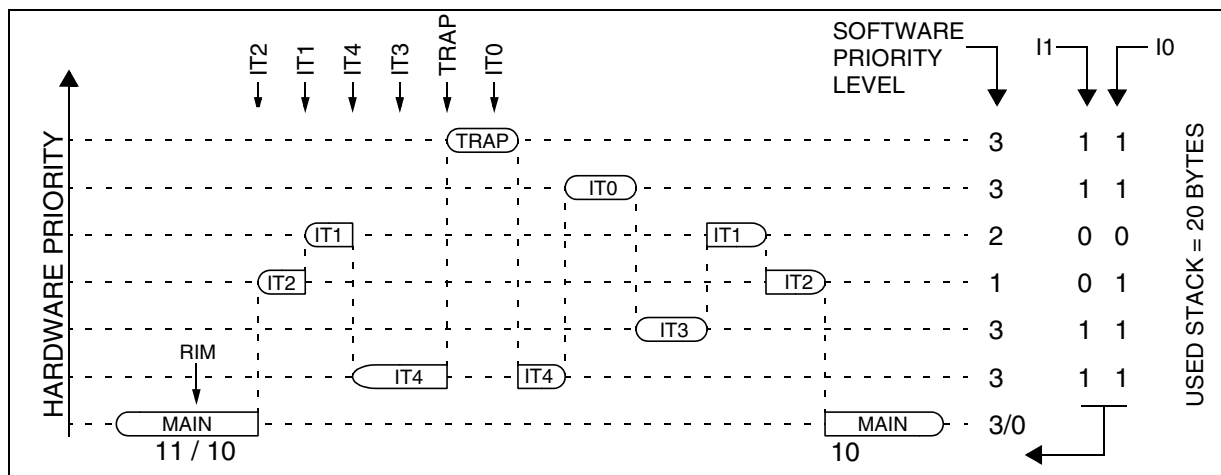 IT2
IT1
IT4
IT3
TRAP
IT0
SOFTWARE
PRIORITY
LEVEL
I1
I0
HARDWARE PRIORITY
TRAP
3
1 1
IT0
3
1 1
IT1
IT1
2
0 0
IT2
IT2
1
0 1
IT3
3
1 1
RIM
IT4
IT4
3
1 1
MAIN
MAIN
3/0
11 / 10
10
USED STACK = 20 BYTES